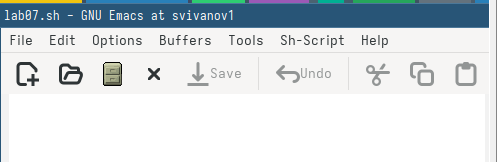 lab07.sh - GNU Emacs at svivanov1
File Edit Options Buffers Tools Sh-Script Help
Save Undo